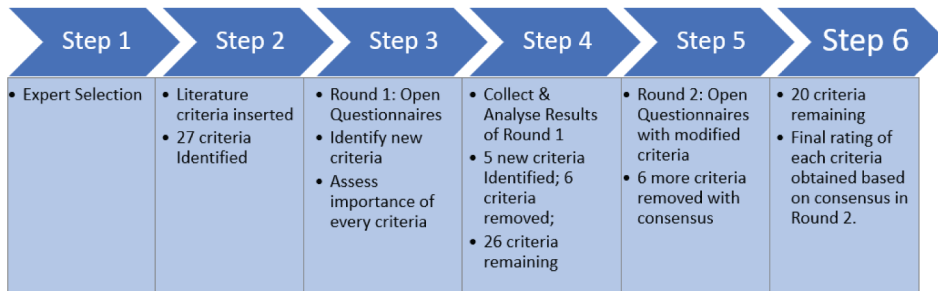 Step 1
Step 2
Step 3
Step 4
Step 5
Step 6
• Expert Selection
• Literature
criteria inserted
• 27 criteria
Identified
• Round 1: Open
Questionnaires
• Identify new
criteria
• Assess
importance of
every criteria
• Collect &
Analyse Results
of Round 1
• 5 new criteria
Identified; 6
criteria
removed;
• 26 criteria
remaining
• Round 2: Open
Questionnaires
with modified
criteria
• 6 more criteria
removed with
consensus
• 20 criteria
remaining
• Final rating of
each criteria
obtained based
on consensus in
Round 2.